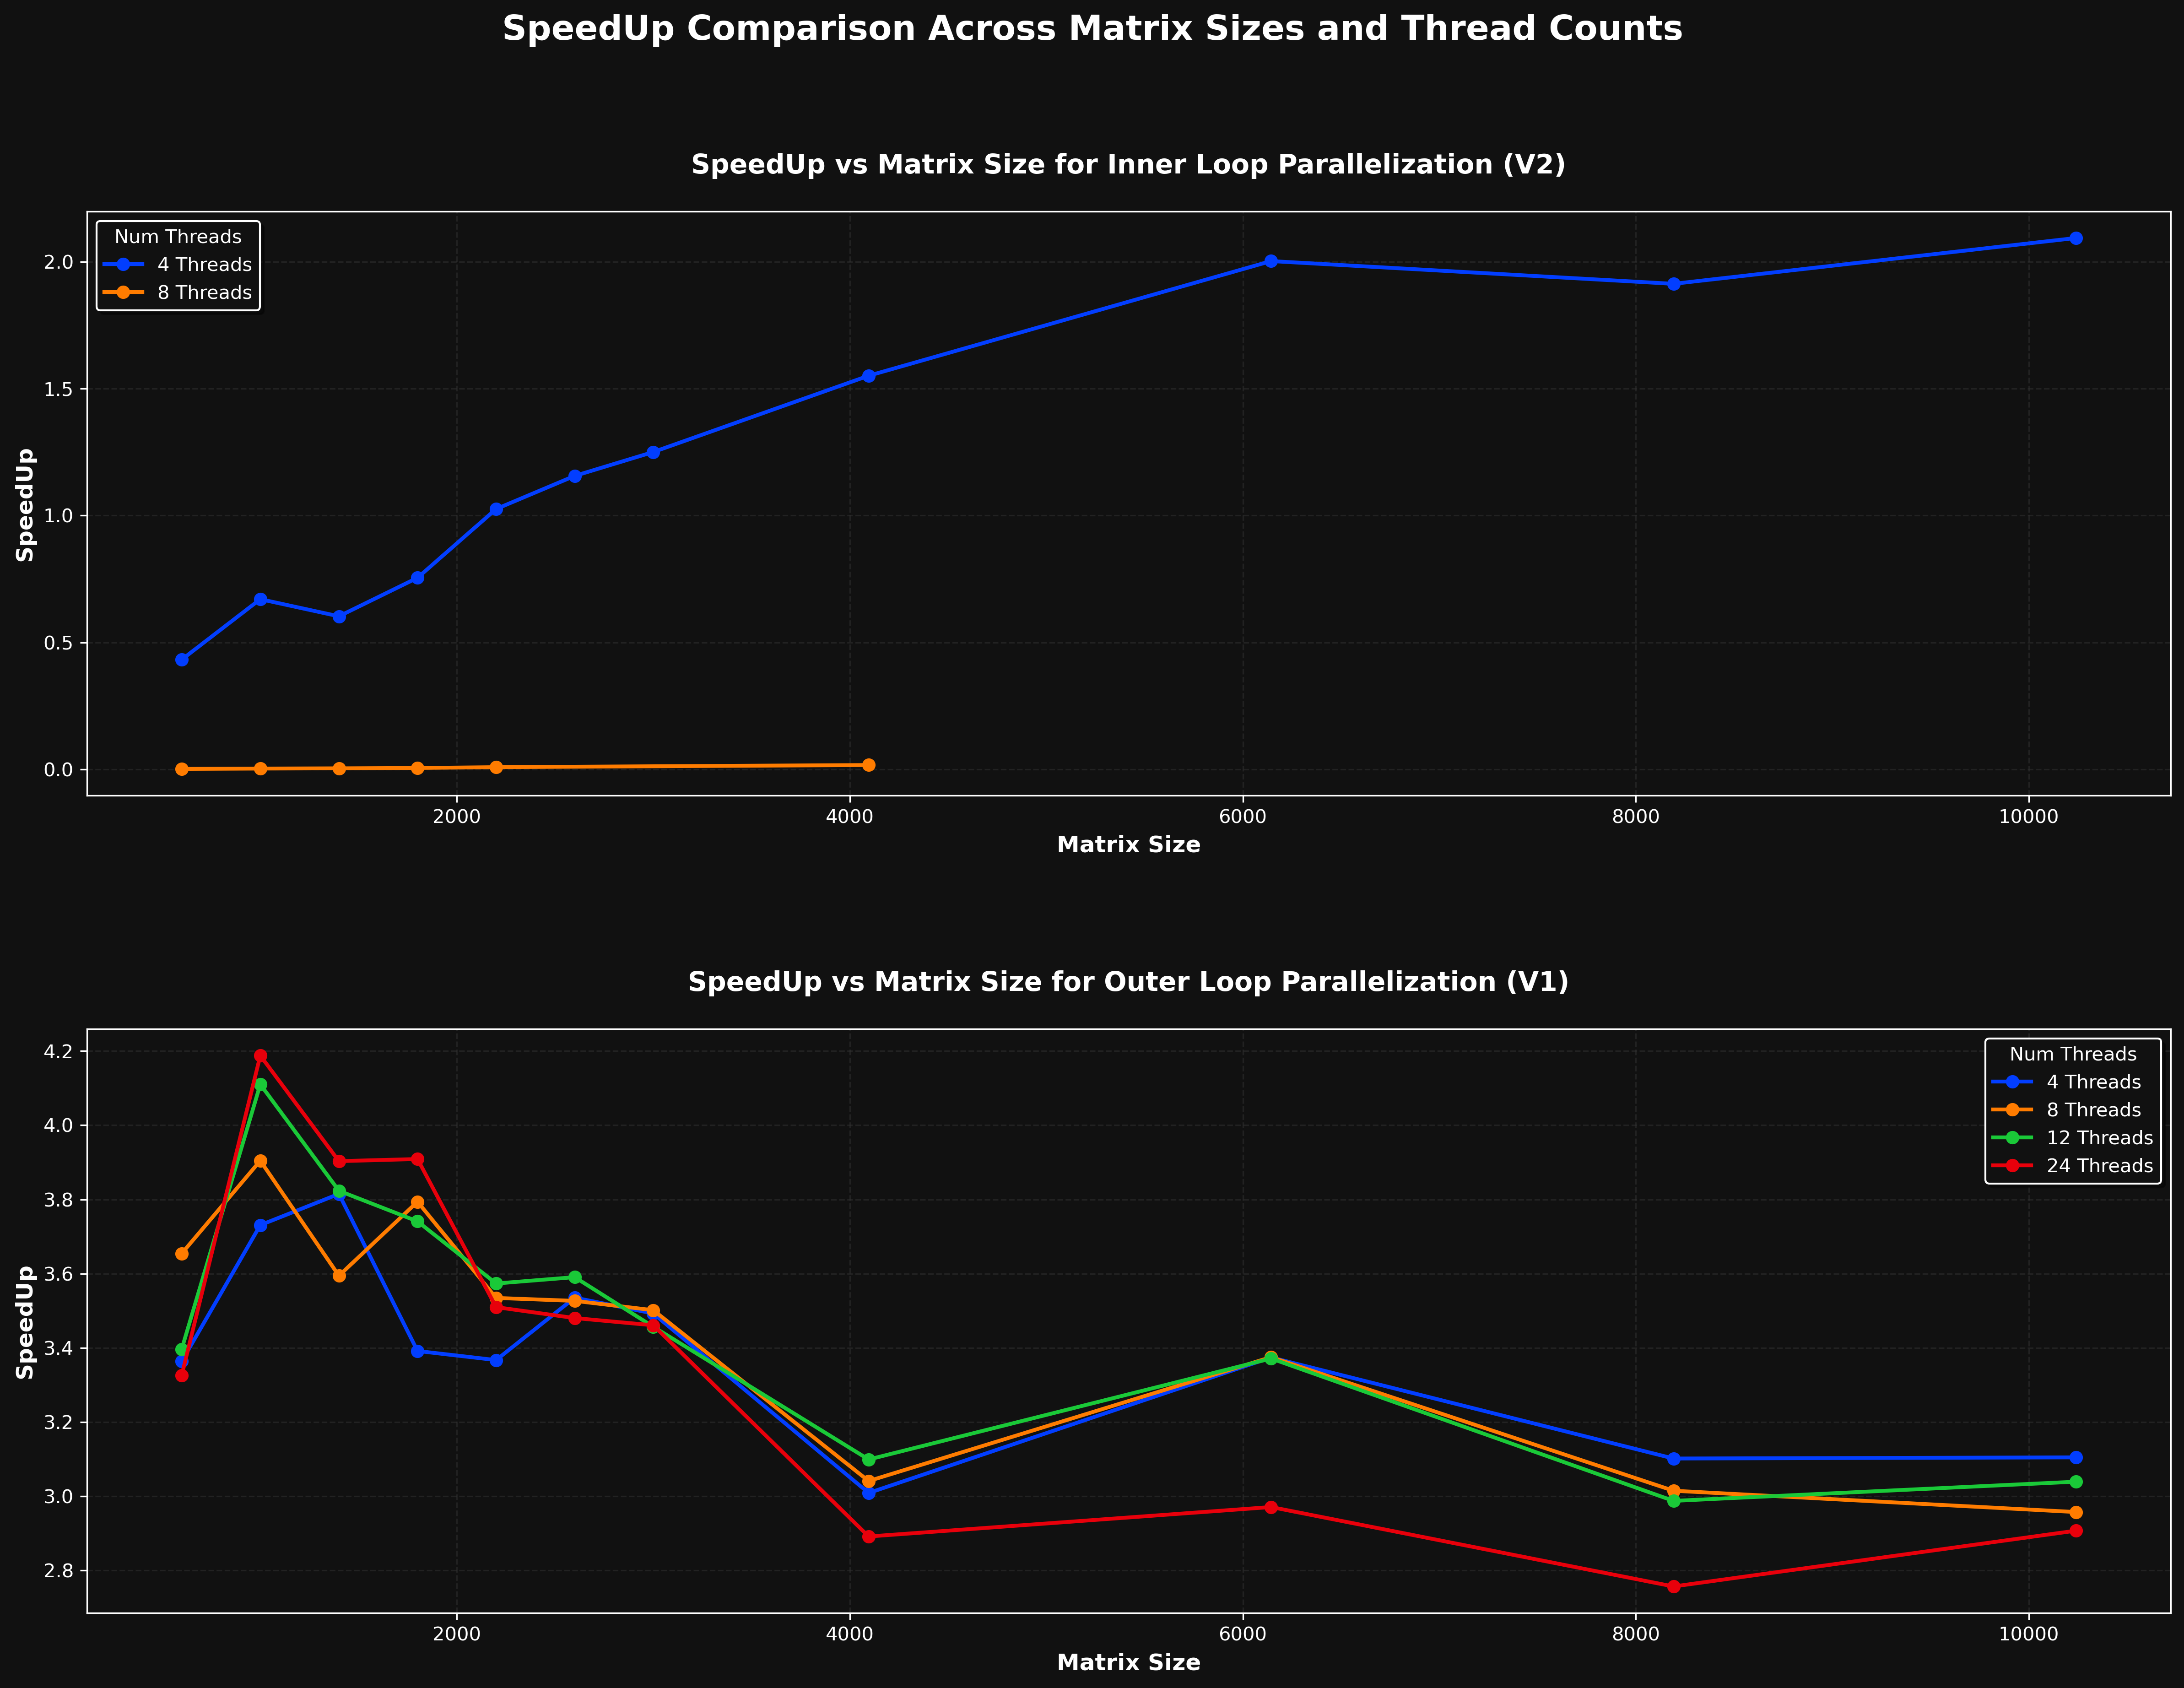 SpeedUp Comparison Across Matrix Sizes and Thread Counts
SpeedUp vs Matrix Size for Inner Loop Parallelization (V2)
Num Threads
4 Threads
8 Threads
SpeedUp
2.0
1.5
1.0
0.5
0.0
2000 4000 6000 8000 10000
Matrix Size
SpeedUp vs Matrix Size for Outer Loop Parallelization (V1)
Num Threads
4 Threads
8 Threads
12 Threads
24 Threads
SpeedUp
4.2
4.0
3.8
3.6
3.4
3.2
3.0
2.8
2000 4000 6000 8000 10000
Matrix Size